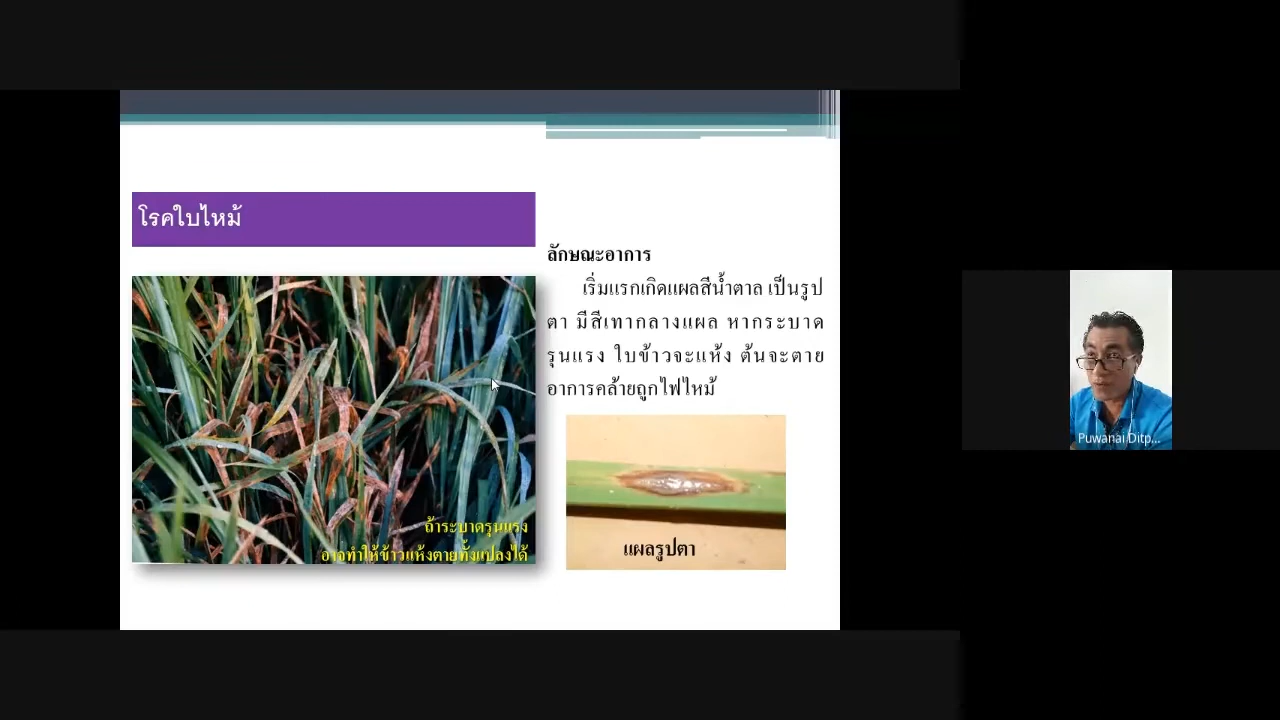 โรคใบไหม้
ลักษณะอาการ
เริ่มแรกเกิดแผลสีน้ำตาล เป็นรูป
ตา มีสีเทากลางแผล หากระบาด
รุนแรง ใบข้าวจะแห้ง ต้นจะตาย
อาการคล้ายถูกไฟไหม้
ถ้าระบาดรุนแรง
อาจทำให้ข้าวแห้งตายทั้งแปลงได้
แผลรูปตา
Puwanai Ditp...